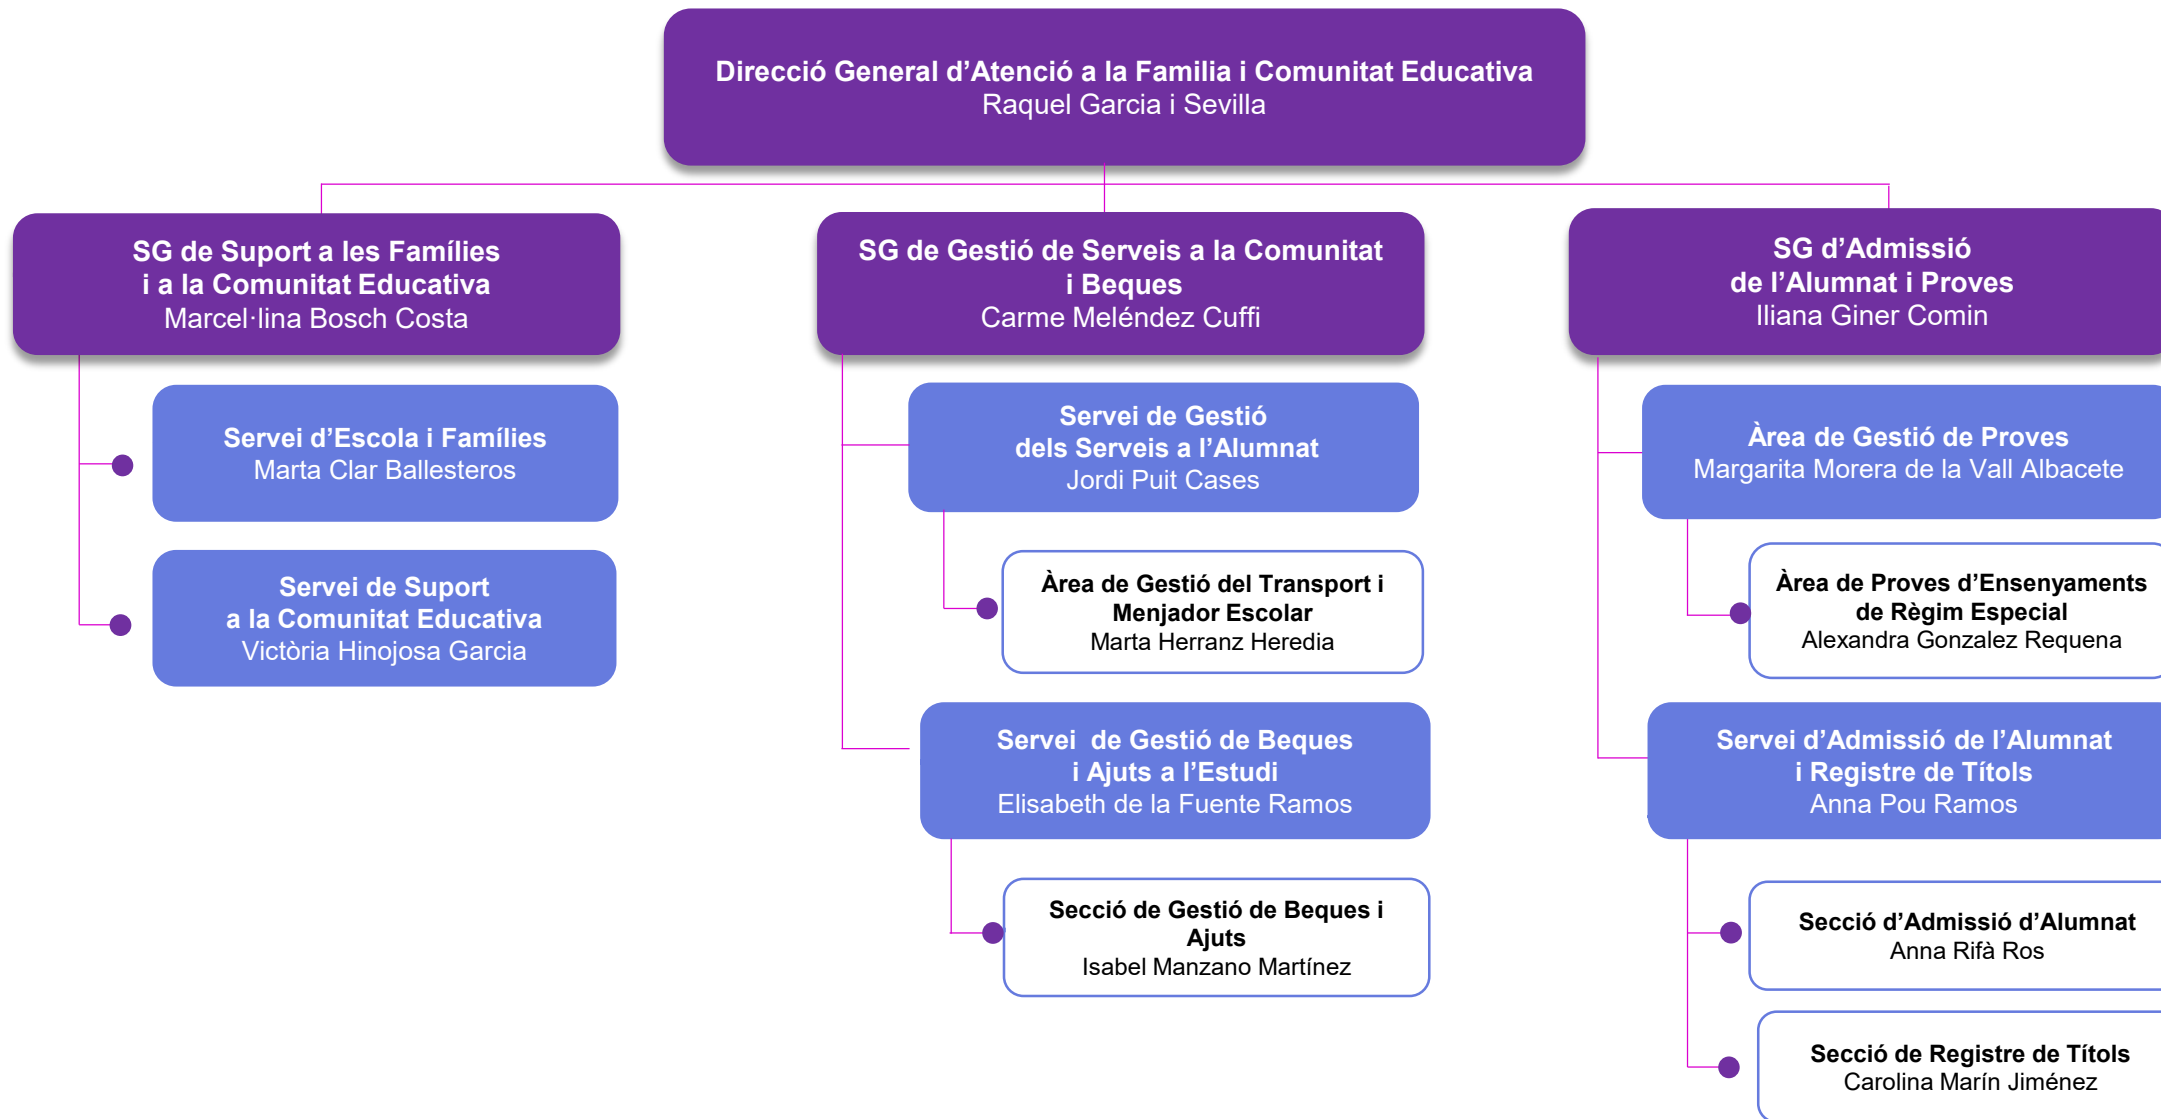 Direcció General d’Atenció a la Familia i Comunitat Educativa
Raquel Garcia i Sevilla
SG de Suport a les Famílies
i a la Comunitat Educativa
Marcel·lina Bosch Costa
Servei d’Escola i Famílies
Marta Clar Ballesteros
Servei de Suport
a la Comunitat Educativa
Victòria Hinojosa Garcia
SG de Gestió de Serveis a la Comunitat
i Beques
Carme Meléndez Cuffi
Servei de Gestió
dels Serveis a l’Alumnat
Jordi Puit Cases
Àrea de Gestió del Transport i
Menjador Escolar
Marta Herranz Heredia
Servei de Gestió de Beques
i Ajuts a l’Estudi
Elisabeth de la Fuente Ramos
Secció de Gestió de Beques i
Ajuts
Isabel Manzano Martínez
SG d’Admissió
de l’Alumnat i Proves
Iliana Giner Comin
Àrea de Gestió de Proves
Margarita Morera de la Vall Albacete
Àrea de Proves d’Ensenyaments
de Règim Especial
Alexandra Gonzalez Requena
Servei d’Admissió de l’Alumnat
i Registre de Títols
Anna Pou Ramos
Secció d’Admissió d’Alumnat
Anna Rifà Ros
Secció de Registre de Títols
Carolina Marín Jiménez